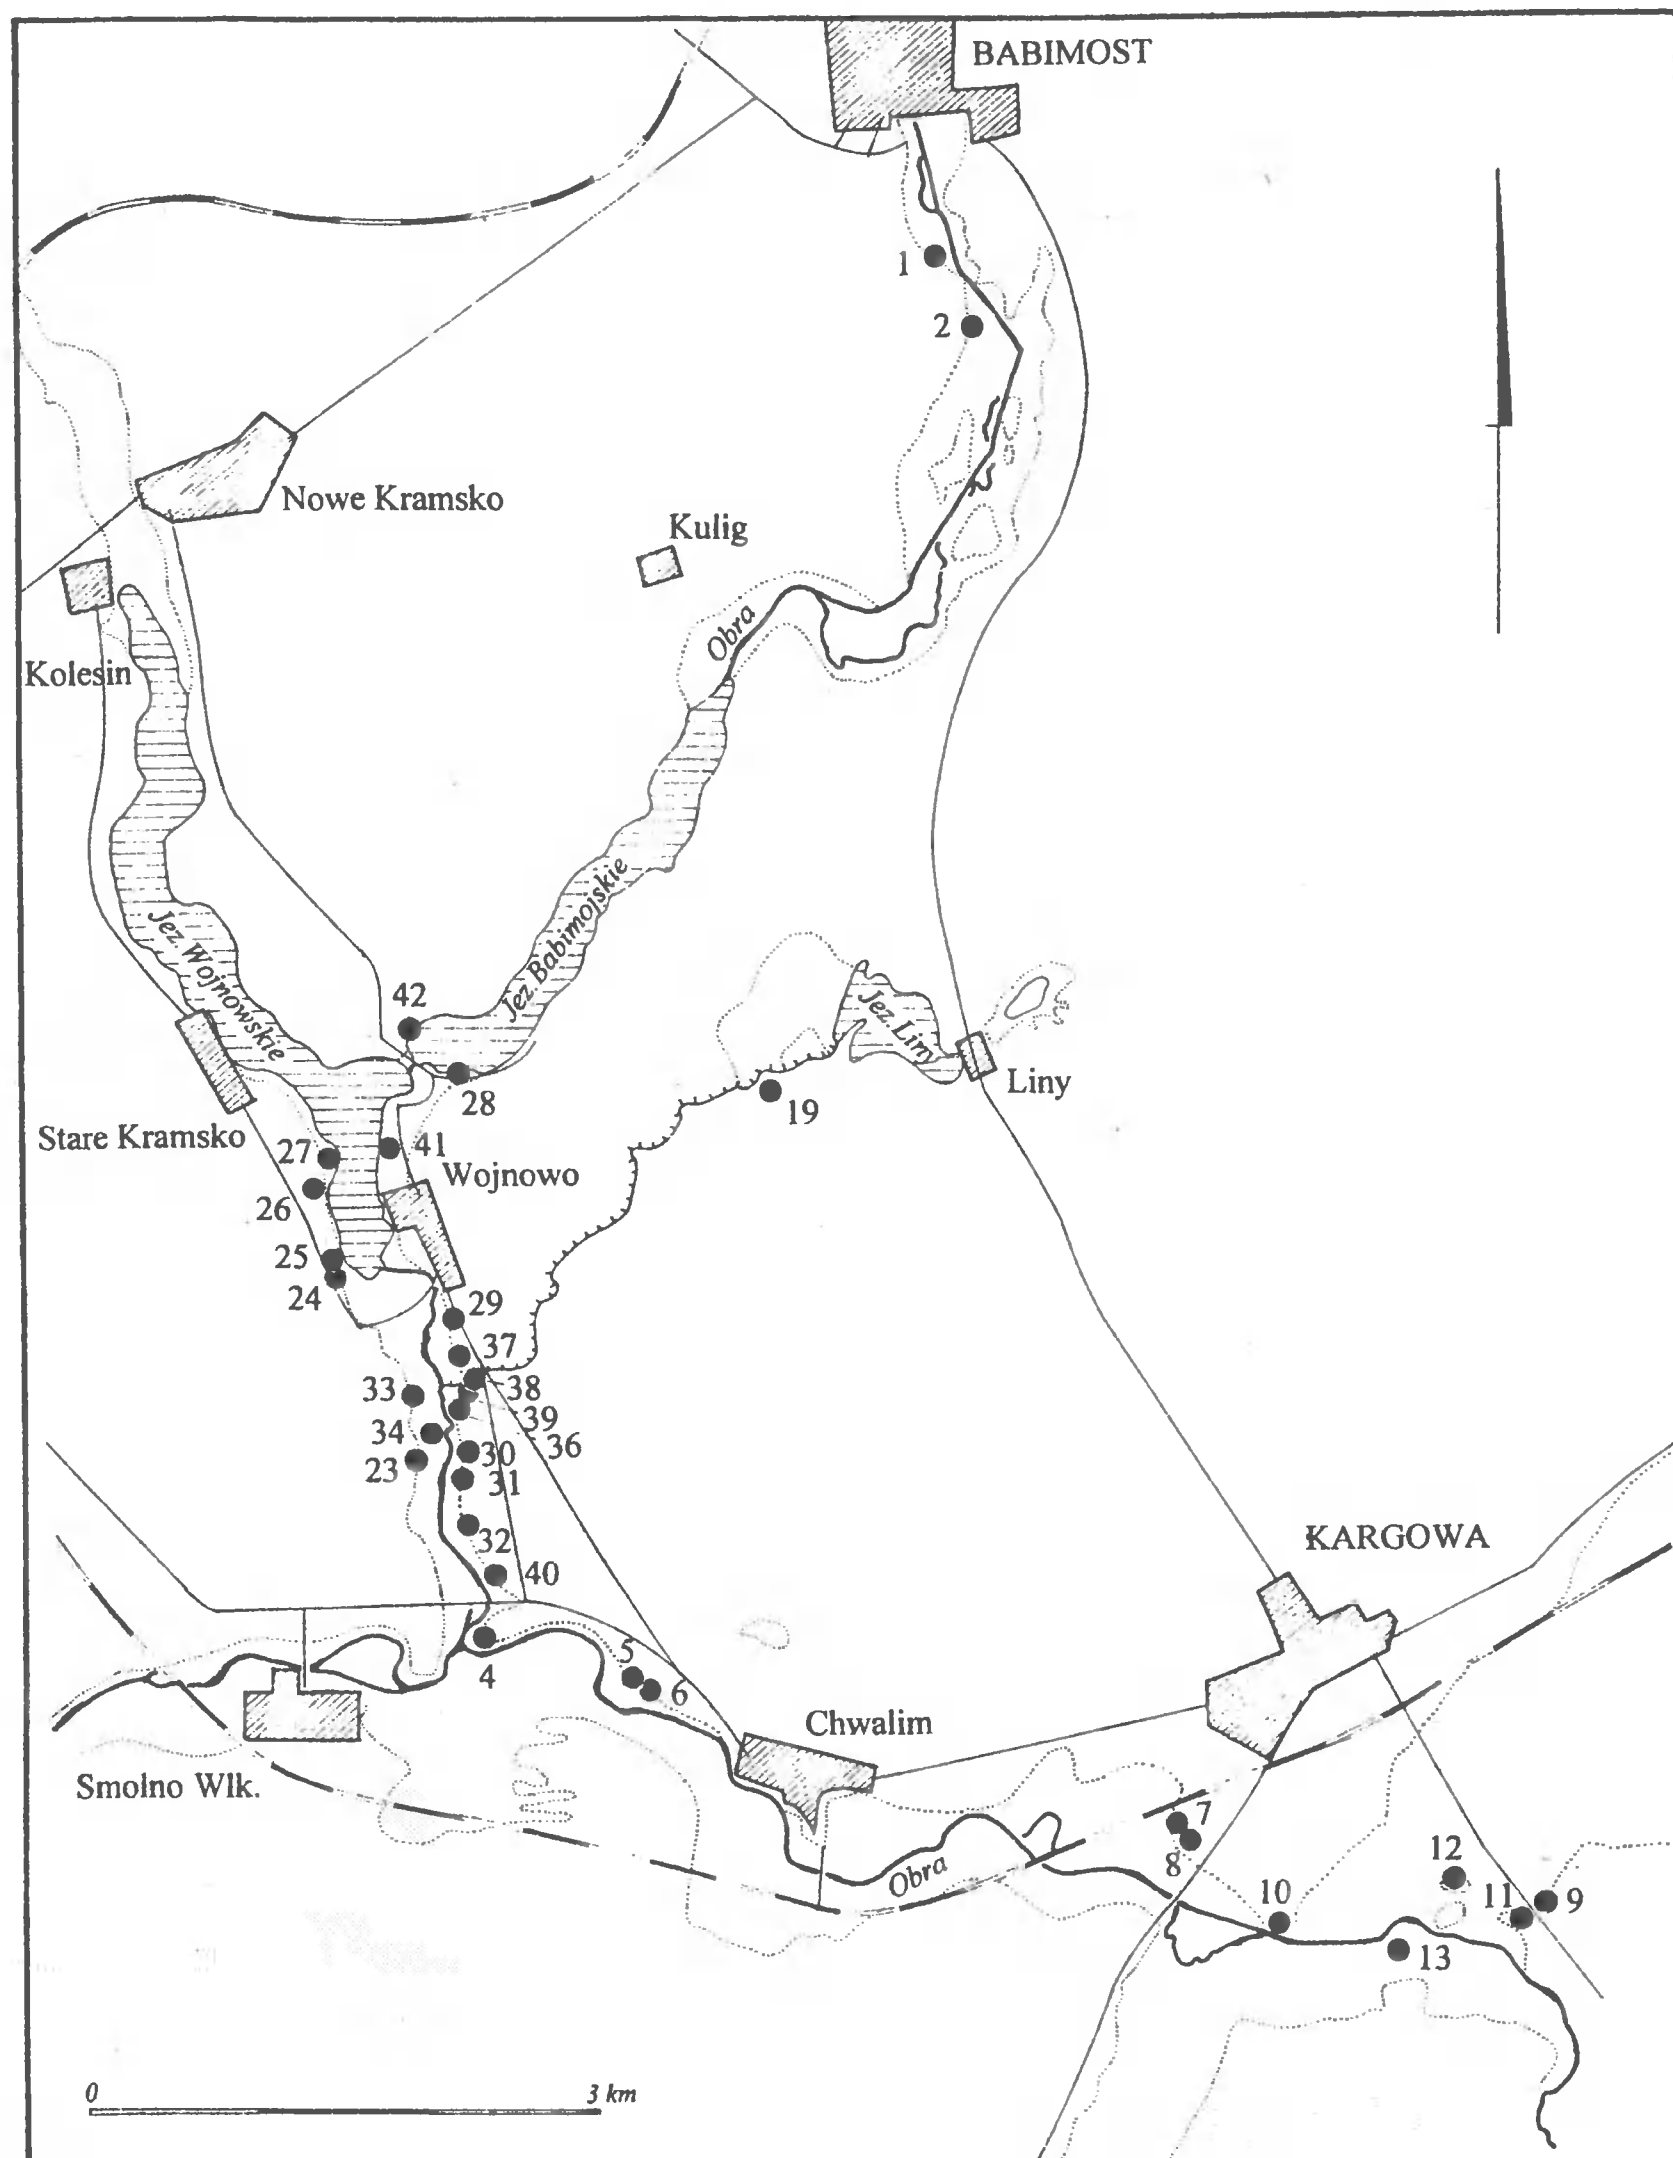 BABIMOST
1
2
Nowe Kramsko
Kulig
Obra
Kolesin
Jez. Babimojskie
Jez. Wojnowskie
42
Jez. Liny
28
19
Liny
Stare Kramsko
27
41
Wojnowo
26
25
24
29
37
33
38
39
34
36
30
23
31
32
KARGOWA
40
5
4
6
Chwalim
Smolno Wlk.
7
8
12
Obra
10
11
9
13
0
3 km